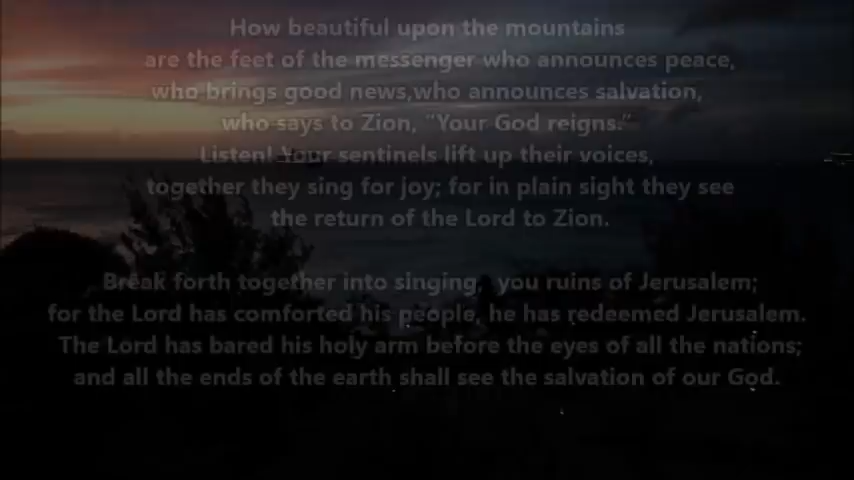 How beautiful upon the mountains
are the feet of the messenger who announces peace,
who brings good news,who announces salvation,
who says to Zion, “Your God reigns.”
Listen! Your sentinels lift up their voices,
together they sing for joy; for in plain sight they see
the return of the Lord to Zion.
Break forth together into singing, you ruins of Jerusalem;
for the Lord has comforted his people, he has redeemed Jerusalem.
The Lord has bared his holy arm before the eyes of all the nations;
and all the ends of the earth shall see the salvation of our God.